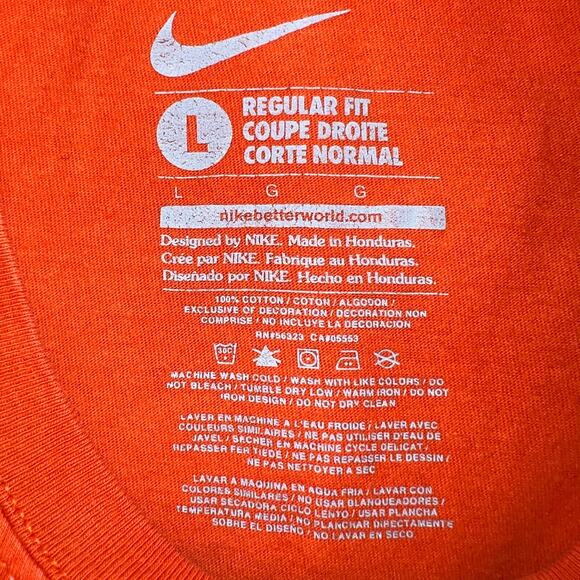 L
REGULAR FIT
COUPE DROITE
CORTE NORMAL
L G G
nikebetterworld.com
Designed by NIKE. Made in Honduras.
Crée par NIKE. Fabrique au Honduras.
Diseñado por NIKE. Hecho en Honduras.
100% COTTON / COTON / ALGODON /
EXCLUSIVE OF DECORATION / DECORATION NON
COMPRISE / NO INCLUYE LA DECORACIÓN
RN#56323 CA#05553
30C
MACHINE WASH COLD / WASH WITH LIKE COLORS / DO
NOT BLEACH / TUMBLE DRY LOW / WARM IRON / DO NOT
IRON DESIGN / DO NOT DRY CLEAN
LAVER EN MACHINE A L'EAU FROIDE / LAVER AVEC
COULEURS SIMILAIRES / NE PAS UTILISER D'EAU DE
JAVEL / SECHER EN MACHINE CYCLE DELICAT,
REPASSER FER TIEDE / NE PAS REPASSER LE DESSIN /
NE PAS NETTOYER A SEC
LAVAR A MAQUINA EN AGUA FRIA / LAVAR CON
COLORES SIMILARES / NO USAR BLANQUEADORES /
USAR SECADORA CICLO LENTO / USAR PLANCHA
TEMPERATURA MEDIA / NO PLANCHAR DIRECTAMENTE
SOBRE EL DISEÑO / NO LAVAR EN SECO.